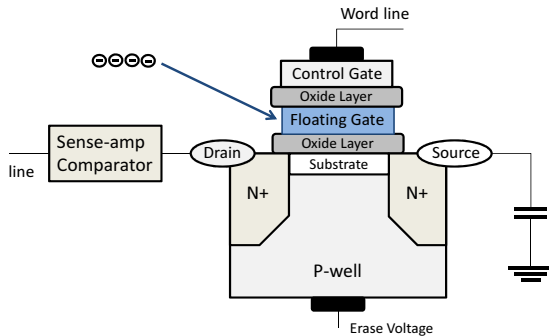 Word line
Control Gate
Oxide Layer
Floating Gate
Oxide Layer
Sense-amp
Comparator
Drain
Substrate
Source
line
N+
N+
P-well
Erase Voltage